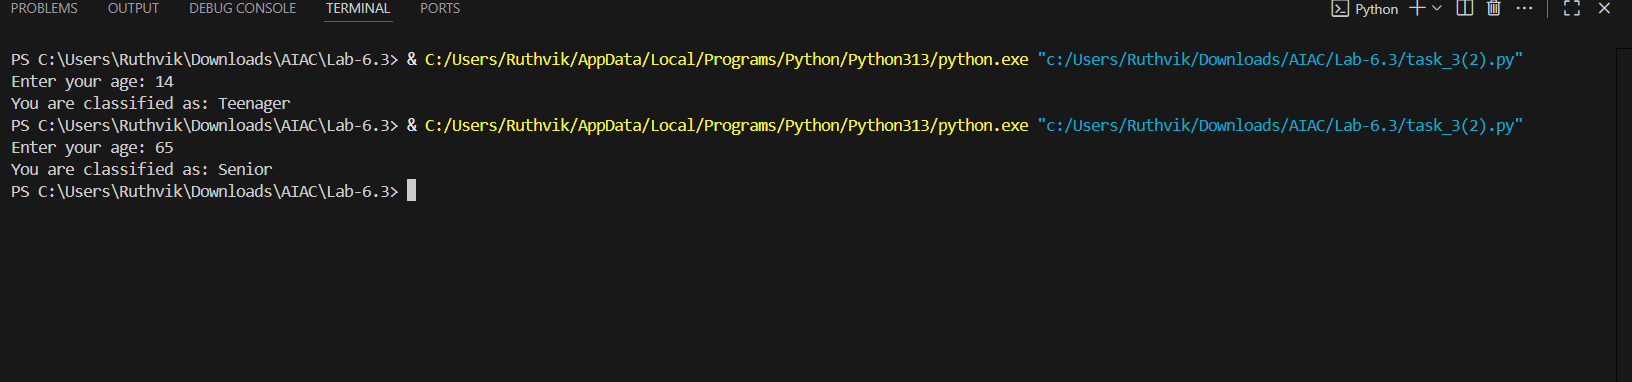 PROBLEMS OUTPUT DEBUG CONSOLE TERMINAL PORTS Python
PS C:\Users\Ruthvik\Downloads\AIAC\Lab-6.3> & C:/Users/Ruthvik/AppData/Local/Programs/Python/Python313/python.exe "c:/Users/Ruthvik/Downloads/AIAC/Lab-6.3/task_3(2).py"
Enter your age: 14
You are classified as: Teenager
PS C:\Users\Ruthvik\Downloads\AIAC\Lab-6.3> & C:/Users/Ruthvik/AppData/Local/Programs/Python/Python313/python.exe "c:/Users/Ruthvik/Downloads/AIAC/Lab-6.3/task_3(2).py"
Enter your age: 65
You are classified as: Senior
PS C:\Users\Ruthvik\Downloads\AIAC\Lab-6.3>